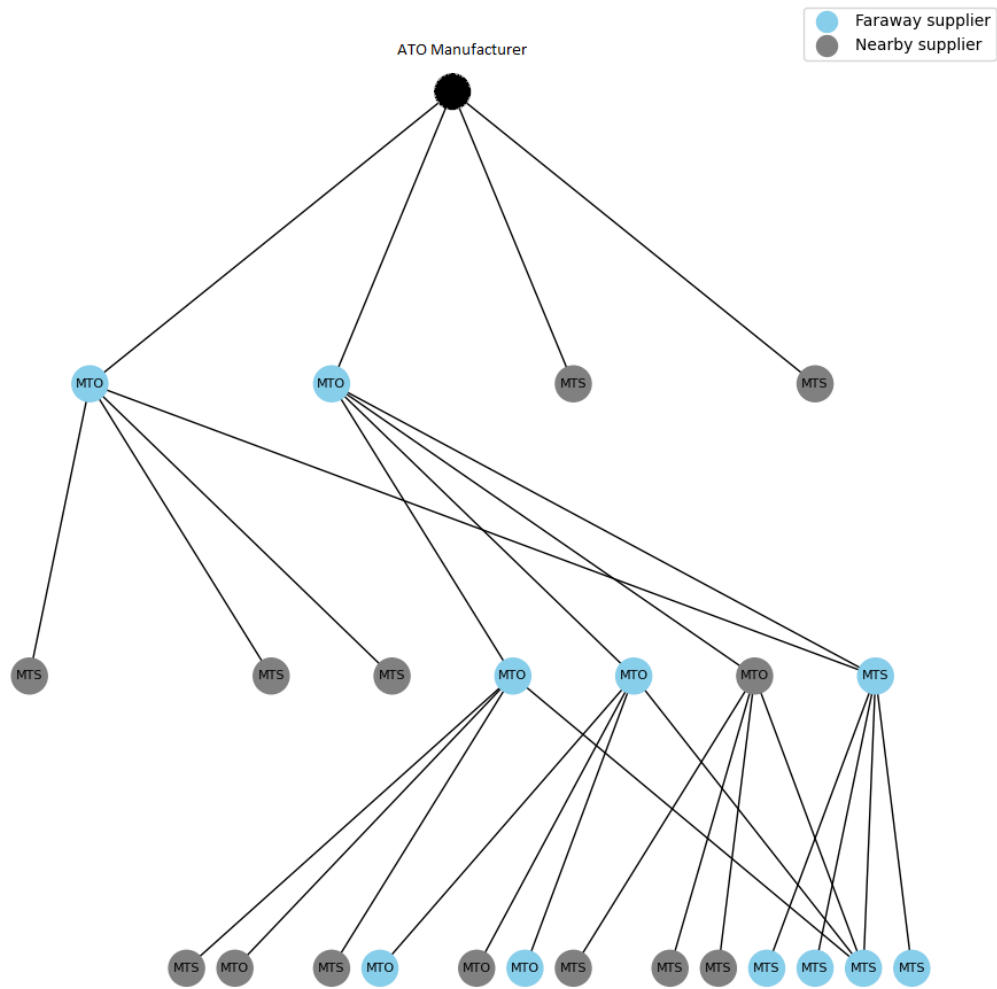 Faraway supplier
Nearby supplier
ATO Manufacturer
MTO MTO MTS MTS
MTS MTS MTS MTO MTO MTO MTS
MTS MTO MTS MTO MTO MTO MTS MTS MTS MTS MTS MTS MTS